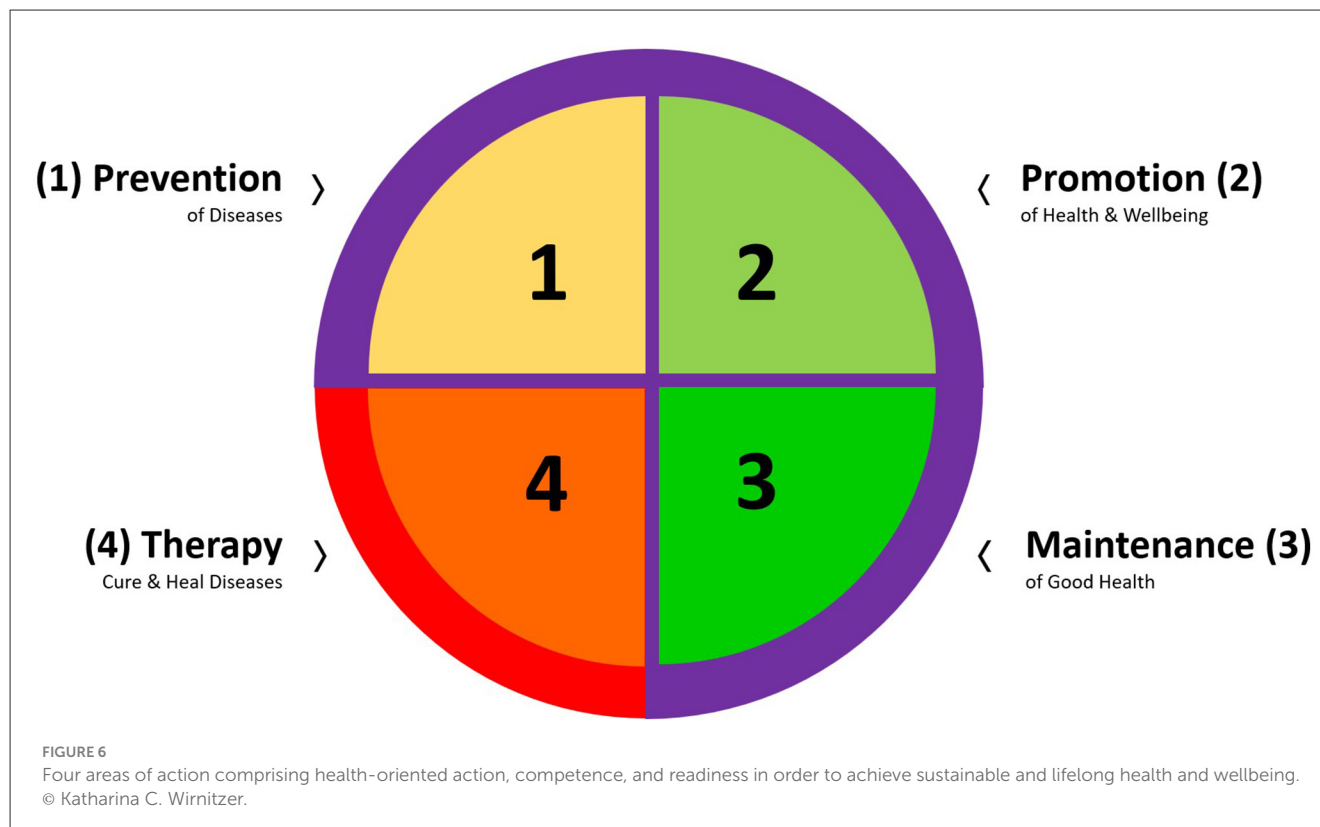 (1) Prevention
of Diseases
Promotion (2)
of Health & Wellbeing
1
2
4
3
(4) Therapy
Cure & Heal Diseases
Maintenance (3)
of Good Health
FIGURE 6
Four areas of action comprising health-oriented action, competence, and readiness in order to achieve sustainable and lifelong health and wellbeing.
© Katharina C. Wirnitzer.